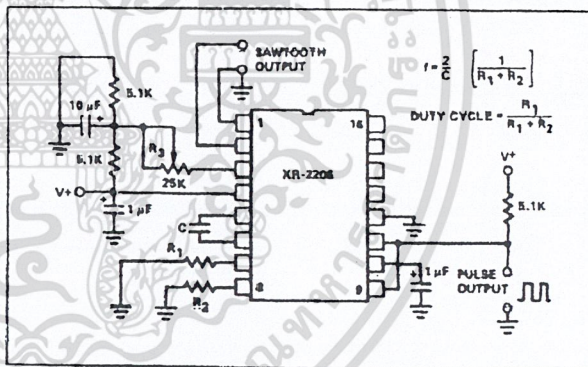 SAWTOOTH
OUTPUT
f = 2/C [1/(R1 + R2)]
DUTY CYCLE = R1/(R1 + R2)
5.1K
10 µF
+
5.1K
R3
25K
V+
+
1 µF
C
R1
R2
1
8
XR-2206
16
9
V+
5.1K
+
1 µF
PULSE
OUTPUT